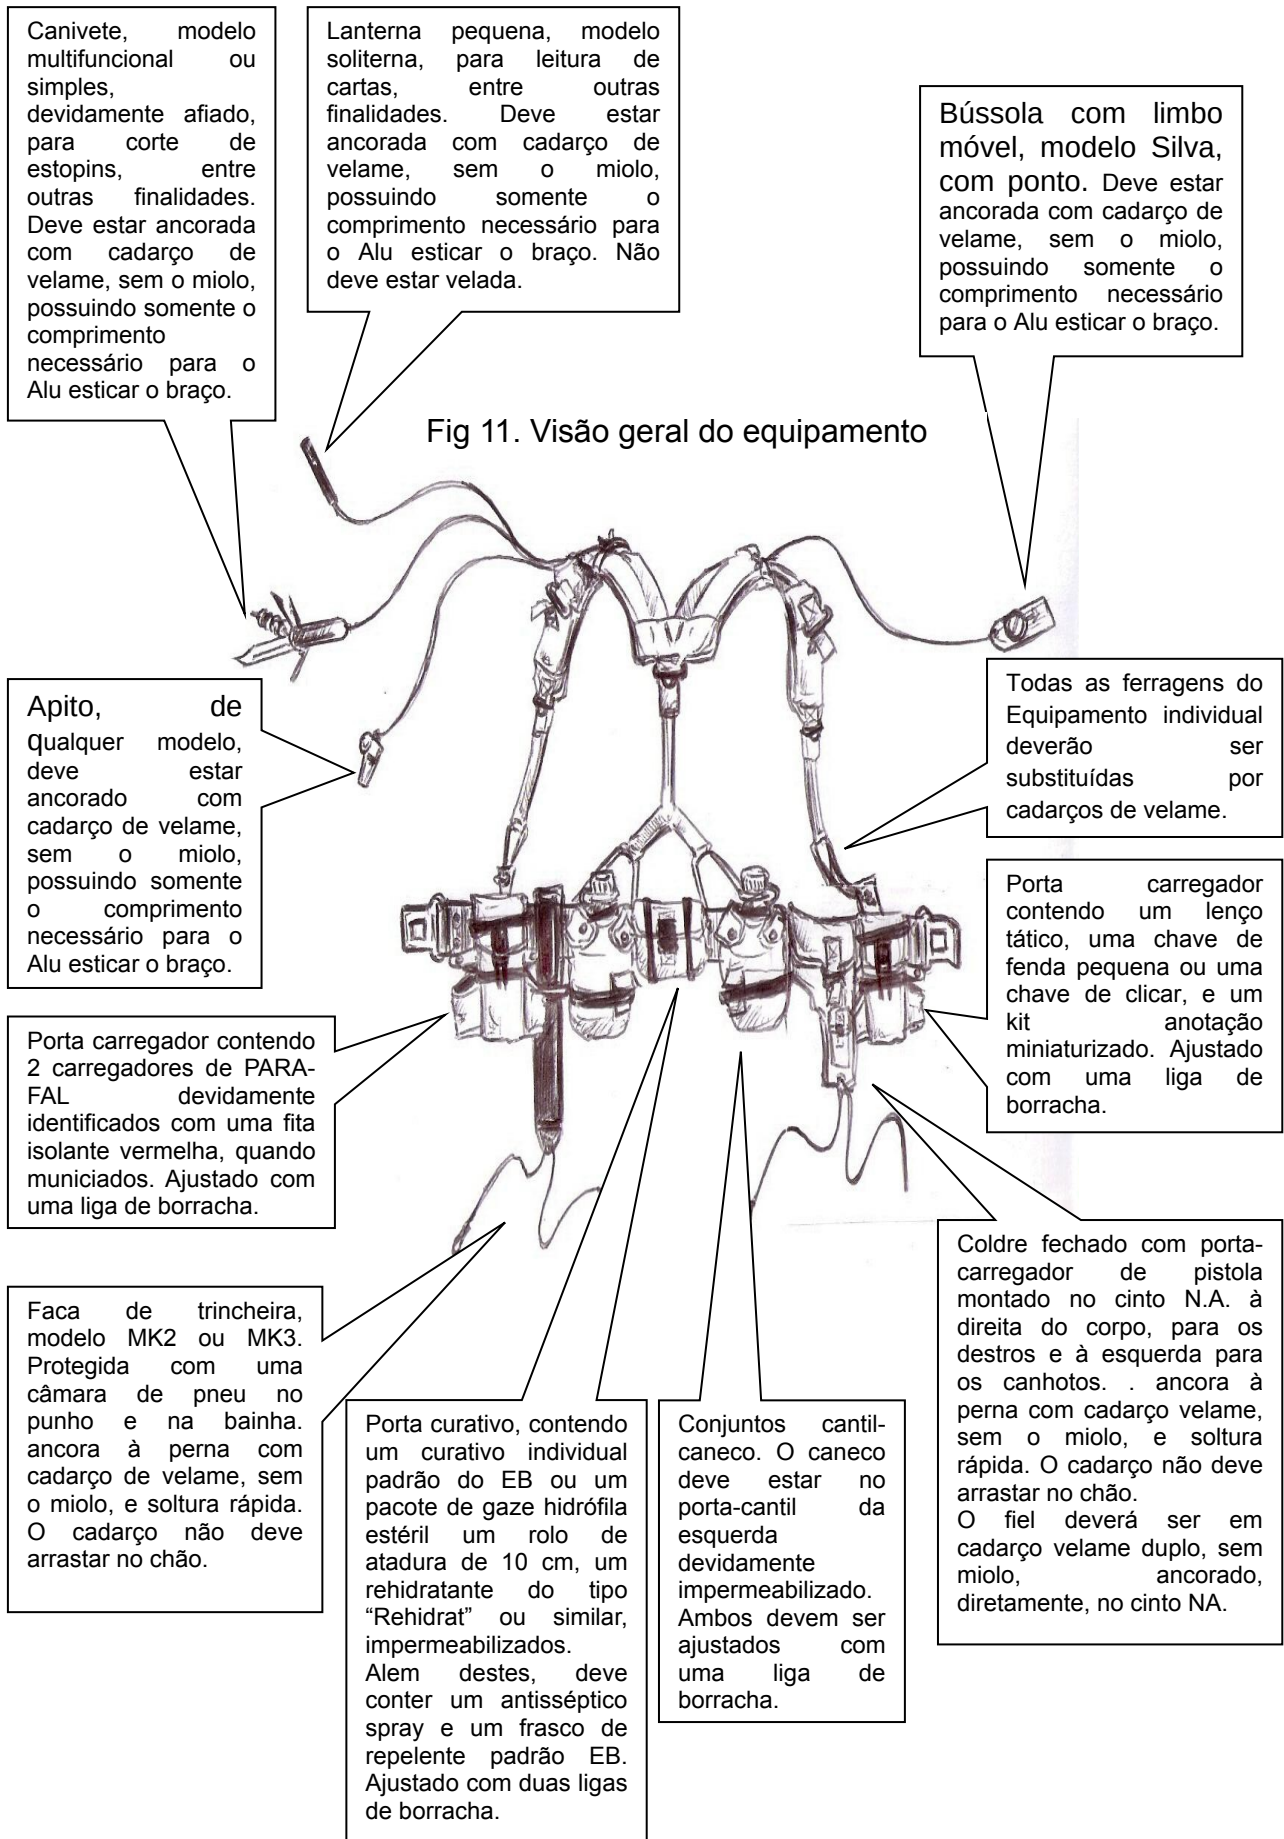 Canivete, modelo
multifuncional ou
simples,
devidamente afiado,
para corte de
estopins, entre
outras finalidades.
Deve estar ancorada
com cadarço de
velame, sem o miolo,
possuindo somente o
comprimento
necessário para o
Alu esticar o braço.
Lanterna pequena, modelo
soliterna, para leitura de
cartas, entre outras
finalidades. Deve estar
ancorada com cadarço de
velame, sem o miolo,
possuindo somente o
comprimento necessário para
o Alu esticar o braço. Não
deve estar velada.
Bússola com limbo
móvel, modelo Silva,
com ponto. Deve estar
ancorada com cadarço de
velame, sem o miolo,
possuindo somente o
comprimento necessário
para o Alu esticar o braço.
Fig 11. Visão geral do equipamento
Apito, de
qualquer modelo,
deve estar
ancorado com
cadarço de velame,
sem o miolo,
possuindo somente
o comprimento
necessário para o
Alu esticar o braço.
Todas as ferragens do
Equipamento individual
deverão ser
substituídas por
cadarços de velame.
Porta carregador
contendo um lenço
tático, uma chave de
fenda pequena ou uma
chave de clicar, e um
kit anotação
miniaturizado. Ajustado
com uma liga de
borracha.
Porta carregador contendo
2 carregadores de PARA-
FAL devidamente
identificados com uma fita
isolante vermelha, quando
municiados. Ajustado com
uma liga de borracha.
Faca de trincheira,
modelo MK2 ou MK3.
Protegida com uma
câmara de pneu no
punho e na bainha.
ancora à perna com
cadarço de velame, sem
o miolo, e soltura rápida.
O cadarço não deve
arrastar no chão.
Porta curativo, contendo
um curativo individual
padrão do EB ou um
pacote de gaze hidrófila
estéril um rolo de
atadura de 10 cm, um
rehidratante do tipo
“Rehidrat” ou similar,
impermeabilizados.
Alem destes, deve
conter um antisséptico
spray e um frasco de
repelente padrão EB.
Ajustado com duas ligas
de borracha.
Conjuntos cantil-
caneco. O caneco
deve estar no
porta-cantil da
esquerda
devidamente
impermeabilizado.
Ambos devem ser
ajustados com
uma liga de
borracha.
Coldre fechado com porta-
carregador de pistola
montado no cinto N.A. à
direita do corpo, para os
destros e à esquerda para
os canhotos. . ancora à
perna com cadarço velame,
sem o miolo, e soltura
rápida. O cadarço não deve
arrastar no chão.
O fiel deverá ser em
cadarço velame duplo, sem
miolo, ancorado,
diretamente, no cinto NA.